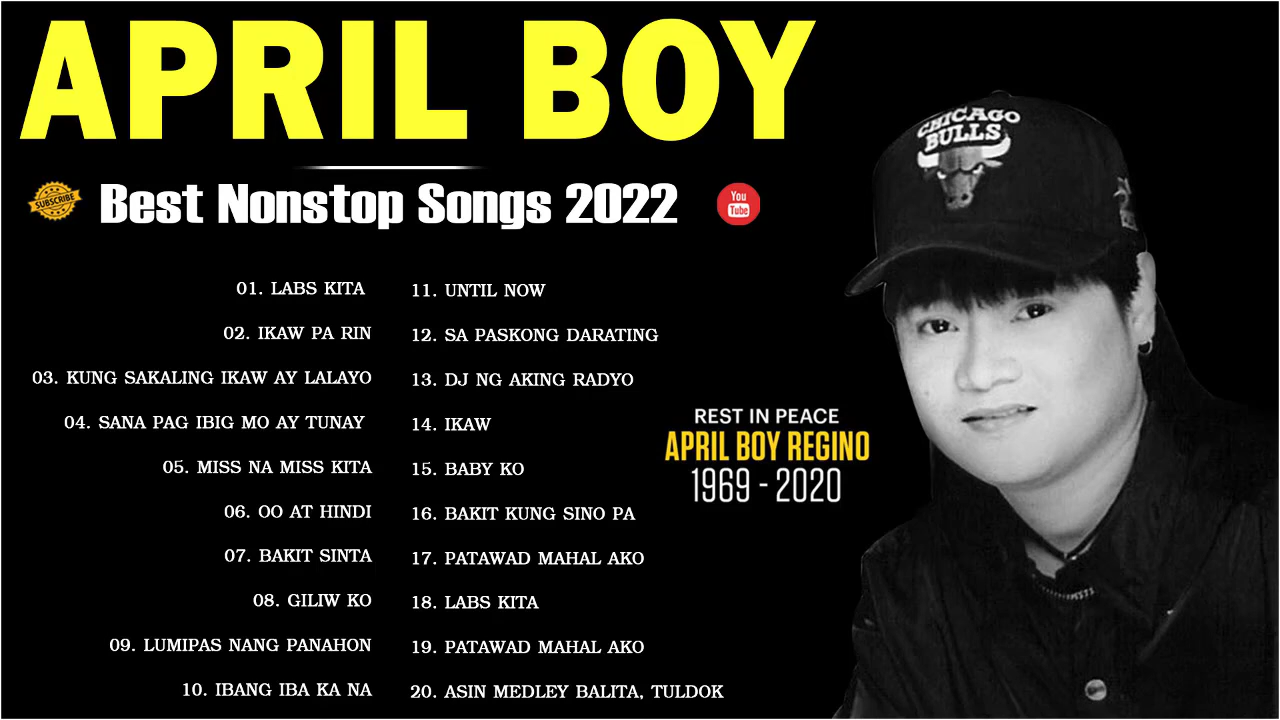 APRIL BOY
SUBSCRIBE
Best Nonstop Songs 2022
You
Tube
CHICAGO
BULLS
01. LABS KITA
02. IKAW PA RIN
03. KUNG SAKALING IKAW AY LALAYO
04. SANA PAG IBIG MO AY TUNAY
05. MISS NA MISS KITA
06. OO AT HINDI
07. BAKIT SINTA
08. GILIW KO
09. LUMIPAS NANG PANAHON
10. IBANG IBA KA NA
11. UNTIL NOW
12. SA PASKONG DARATING
13. DJ NG AKING RADYO
14. IKAW
15. BABY KO
16. BAKIT KUNG SINO PA
17. PATAWAD MAHAL AKO
18. LABS KITA
19. PATAWAD MAHAL AKO
20. ASIN MEDLEY BALITA, TULDOK
REST IN PEACE
APRIL BOY REGINO
1969 - 2020